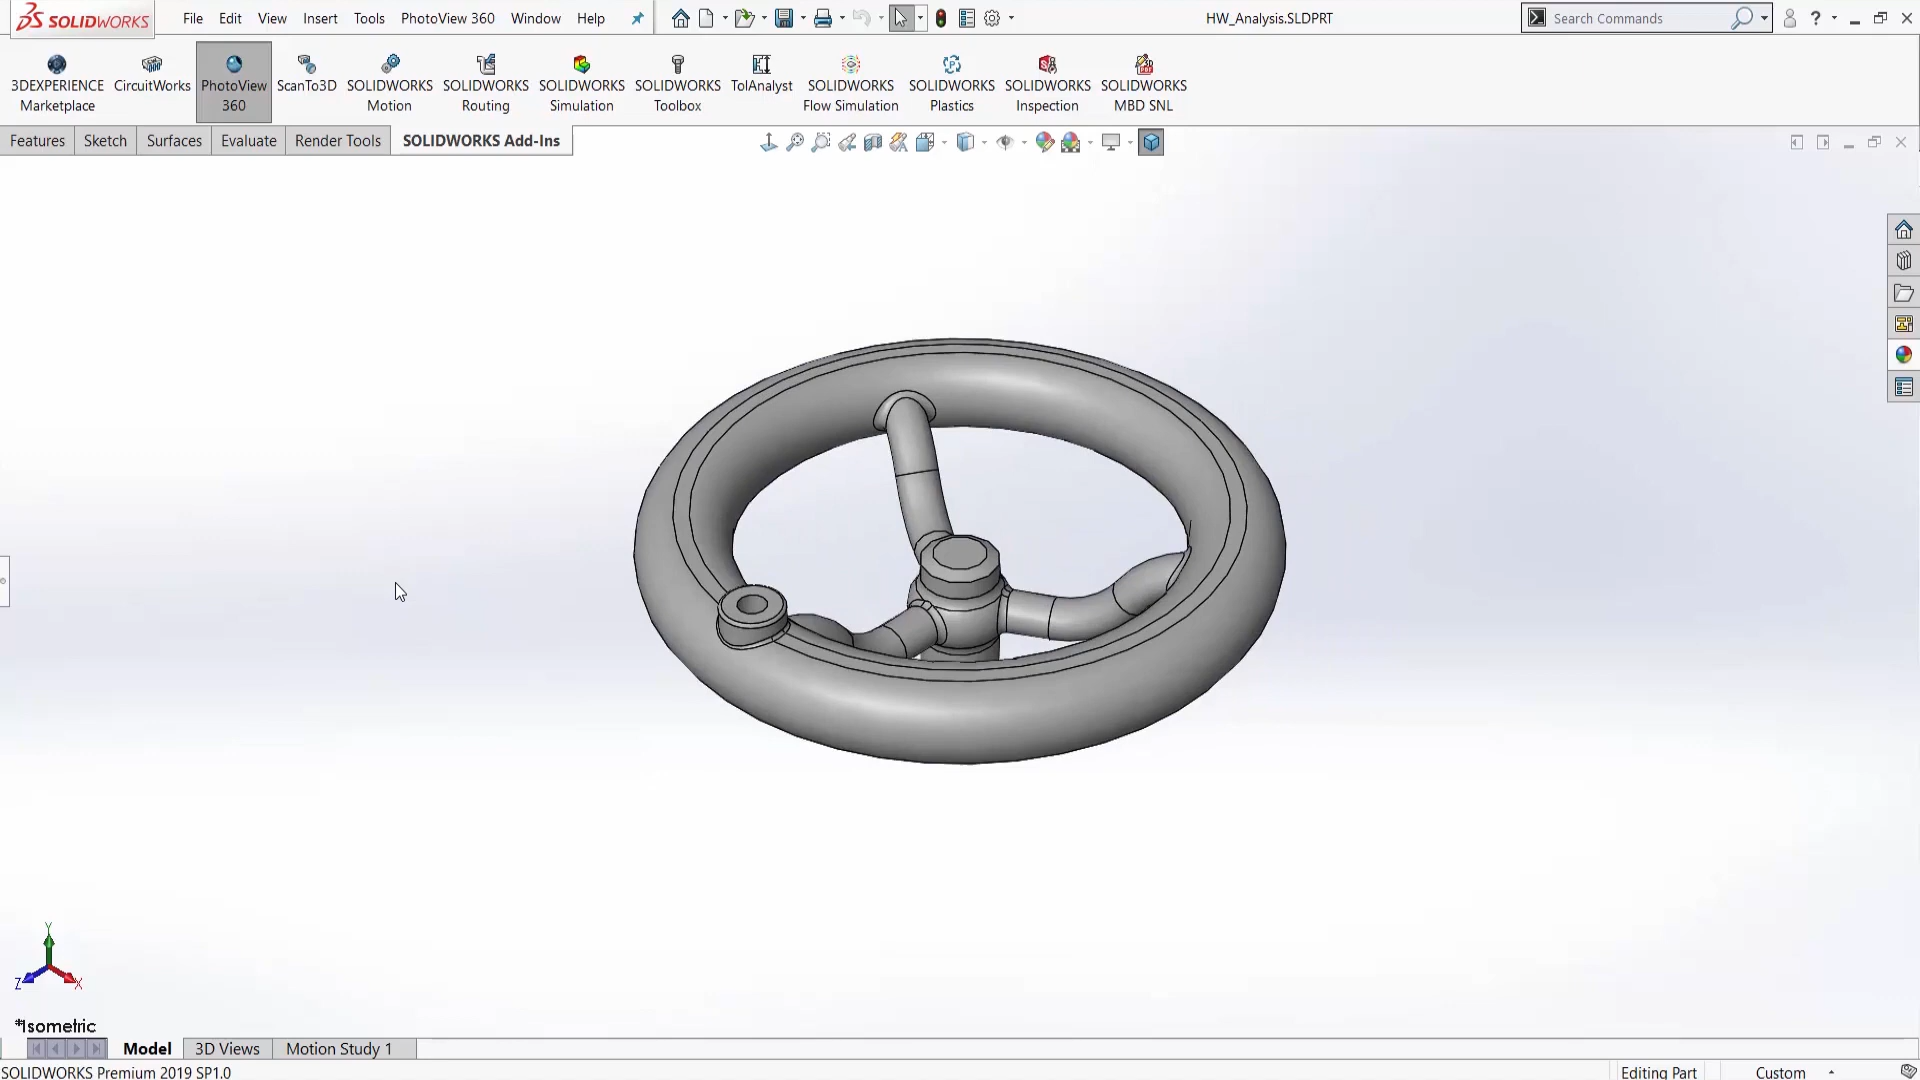 SOLIDWORKS File Edit View Insert Tools PhotoView 360 Window Help HW_Analysis.SLDPRT Search Commands ?
3DEXPERIENCE
Marketplace
CircuitWorks
PhotoView
360
ScanTo3D
SOLIDWORKS
Motion
SOLIDWORKS
Routing
SOLIDWORKS
Simulation
SOLIDWORKS
Toolbox
TolAnalyst
SOLIDWORKS
Flow Simulation
SOLIDWORKS
Plastics
SOLIDWORKS
Inspection
SOLIDWORKS
MBD SNL
Features Sketch Surfaces Evaluate Render Tools SOLIDWORKS Add-Ins
Y
Z X
*Isometric
Model 3D Views Motion Study 1
SOLIDWORKS Premium 2019 SP1.0 Editing Part Custom